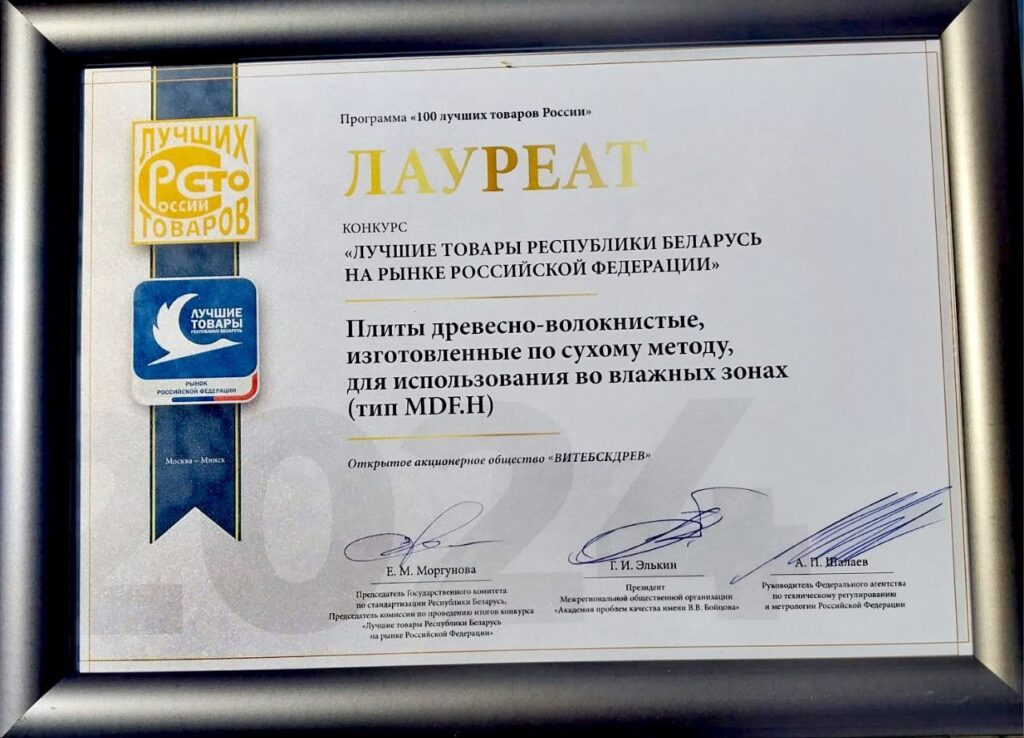 Программа «100 лучших товаров России»
ЛАУРЕАТ
КОНКУРС
«ЛУЧШИЕ ТОВАРЫ РЕСПУБЛИКИ БЕЛАРУСЬ
НА РЫНКЕ РОССИЙСКОЙ ФЕДЕРАЦИИ»
Плиты древесно-волокнистые,
изготовленные по сухому методу,
для использования во влажных зонах
(тип MDF.H)
Открытое акционерное общество «ВИТЕБСКДРЕВ»
ЛУЧШИХ
РСТО
РОССИИ
ТОВАРОВ
ЛУЧШИЕ
ТОВАРЫ
РЕСПУБЛИКИ БЕЛАРУСЬ
РЫНОК
РОССИЙСКОЙ ФЕДЕРАЦИИ
Москва – Минск
2024
Е. М. Моргунова
Председатель Государственного комитета
по стандартизации Республики Беларусь,
Председатель комиссии по проведению итогов конкурса
«Лучшие товары Республики Беларусь
на рынке Российской Федерации»
Г. И. Элькин
Президент
Межрегиональной общественной организации
«Академия проблем качества имени В.В. Бойцова»
А. П. Шалаев
Руководитель Федерального агентства
по техническому регулированию
и метрологии Российской Федерации